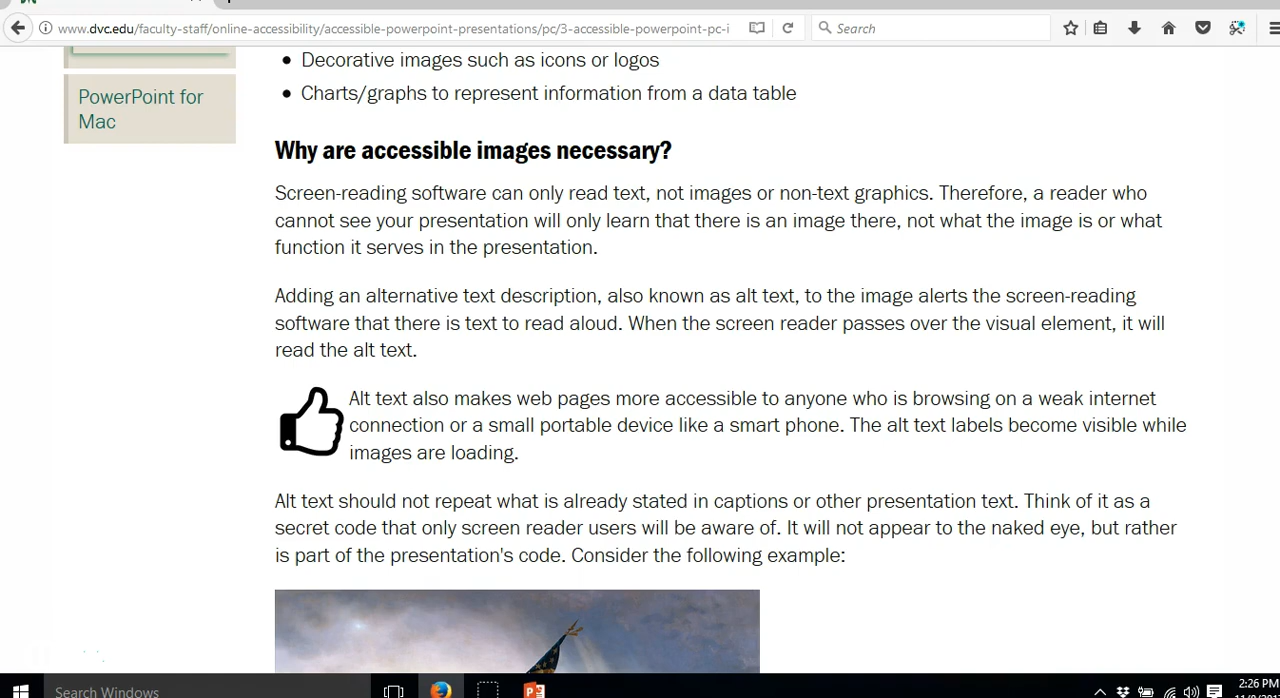 www.dvc.edu/faculty-staff/online-accessibility/accessible-powerpoint-presentations/pc/3-accessible-powerpoint-pc-i
Search
Decorative images such as icons or logos
Charts/graphs to represent information from a data table
PowerPoint for
Mac
Why are accessible images necessary?
Screen-reading software can only read text, not images or non-text graphics. Therefore, a reader who
cannot see your presentation will only learn that there is an image there, not what the image is or what
function it serves in the presentation.
Adding an alternative text description, also known as alt text, to the image alerts the screen-reading
software that there is text to read aloud. When the screen reader passes over the visual element, it will
read the alt text.
Alt text also makes web pages more accessible to anyone who is browsing on a weak internet
connection or a small portable device like a smart phone. The alt text labels become visible while
images are loading.
Alt text should not repeat what is already stated in captions or other presentation text. Think of it as a
secret code that only screen reader users will be aware of. It will not appear to the naked eye, but rather
is part of the presentation's code. Consider the following example:
Search Windows
2:26 PM